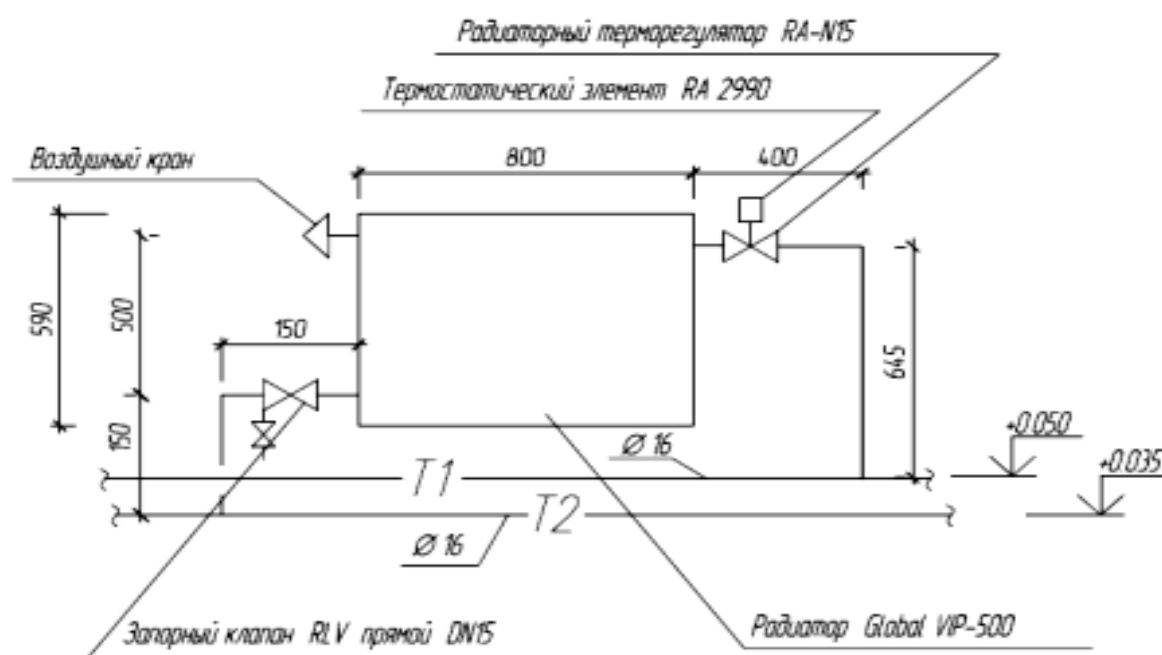 Радиаторный терморегулятор RA-N15
Термостатический элемент RA 2990
Воздушный кран
800
400
590
500
150
150
645
+0.050
Ø 16
+0.035
T1
T2
Ø 16
Запорный клапан RLV прямой DN15
Радиатор Global VIP-500